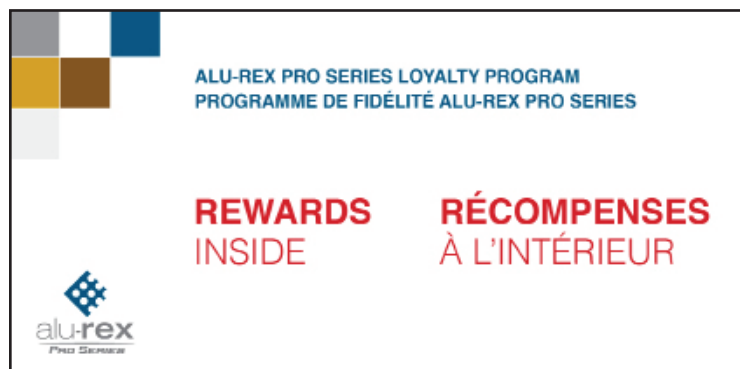 ALU-REX PRO SERIES LOYALTY PROGRAM
PROGRAMME DE FIDÉLITÉ ALU-REX PRO SERIES
REWARDS
INSIDE
RÉCOMPENSES
À L'INTÉRIEUR
alu-rex
PRO SERIES